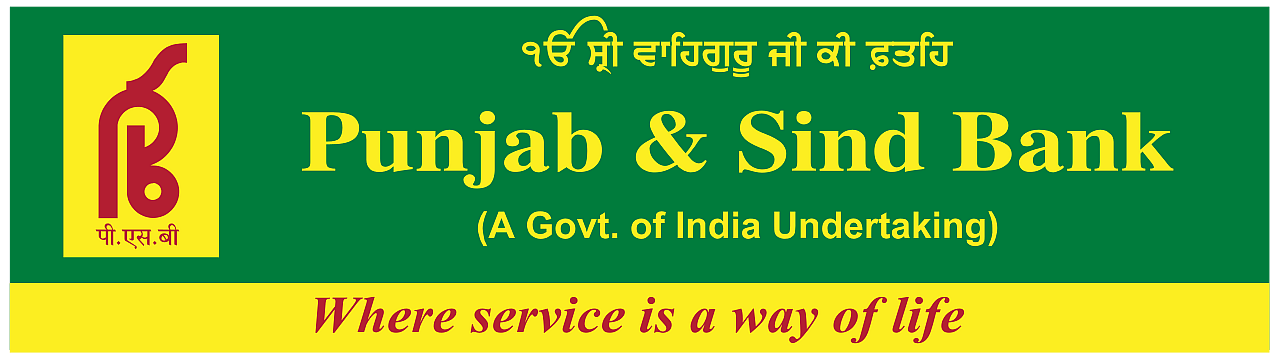 ੴ ਸ੍ਰੀ ਵਾਹਿਗੁਰੂ ਜੀ ਕੀ ਫ਼ਤਹਿ
Punjab & Sind Bank
(A Govt. of India Undertaking)
पी.एस.बी
Where service is a way of life